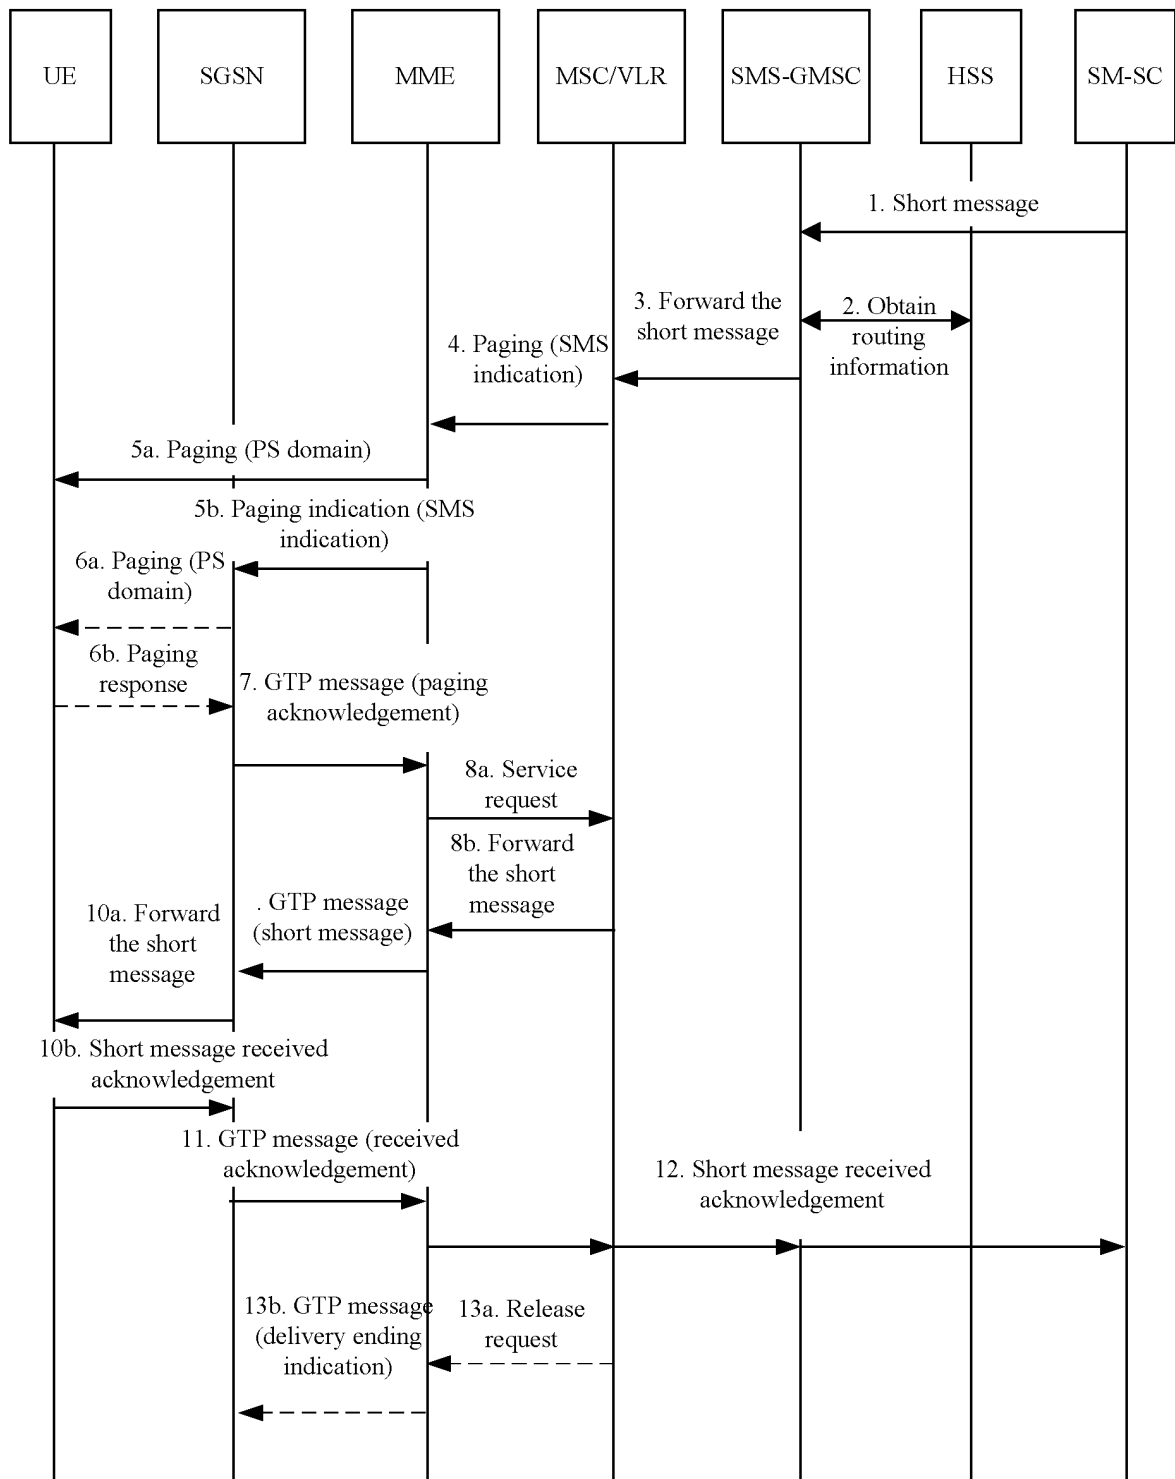 UE
SGSN
MME
MSC/VLR
SMS-GMSC
HSS
SM-SC
1. Short message
2. Obtain
routing
information
3. Forward the
short message
4. Paging (SMS
indication)
5a. Paging (PS domain)
5b. Paging indication (SMS
indication)
6a. Paging (PS
domain)
6b. Paging
response
7. GTP message (paging
acknowledgement)
8a. Service
request
8b. Forward
the short
message
. GTP message
(short message)
10a. Forward
the short
message
10b. Short message received
acknowledgement
11. GTP message (received
acknowledgement)
12. Short message received
acknowledgement
13a. Release
request
13b. GTP message
(delivery ending
indication)